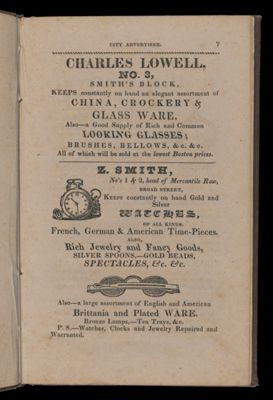 CITY ADVERTISER. 7
CHARLES LOWELL,
NO. 3,
SMITH'S BLOCK,
KEEPS constantly on hand an elegant assortment of
CHINA, CROCKERY &
GLASS WARE.
Also—a Good Supply of Rich and Common
LOOKING GLASSES;
BRUSHES, BELLOWS, &c. &c.
All of which will be sold at the lowest Boston prices.
Z. SMITH,
No's 1 & 2, head of Mercantile Row,
BROAD STREET,
KEEPS constantly on hand Gold and
Silver
WATCHES,
OF ALL KINDS.
French, German & American Time-Pieces.
ALSO,
Rich Jewelry and Fancy Goods,
SILVER SPOONS,—GOLD BEADS,
SPECTACLES, &c. &c.
Also—a large assortment of English and American
Brittania and Plated WARE.
Bronze Lamps,—Tea Trays, &c.
P. S.—Watches, Clocks and Jewelry Repaired and
Warranted.